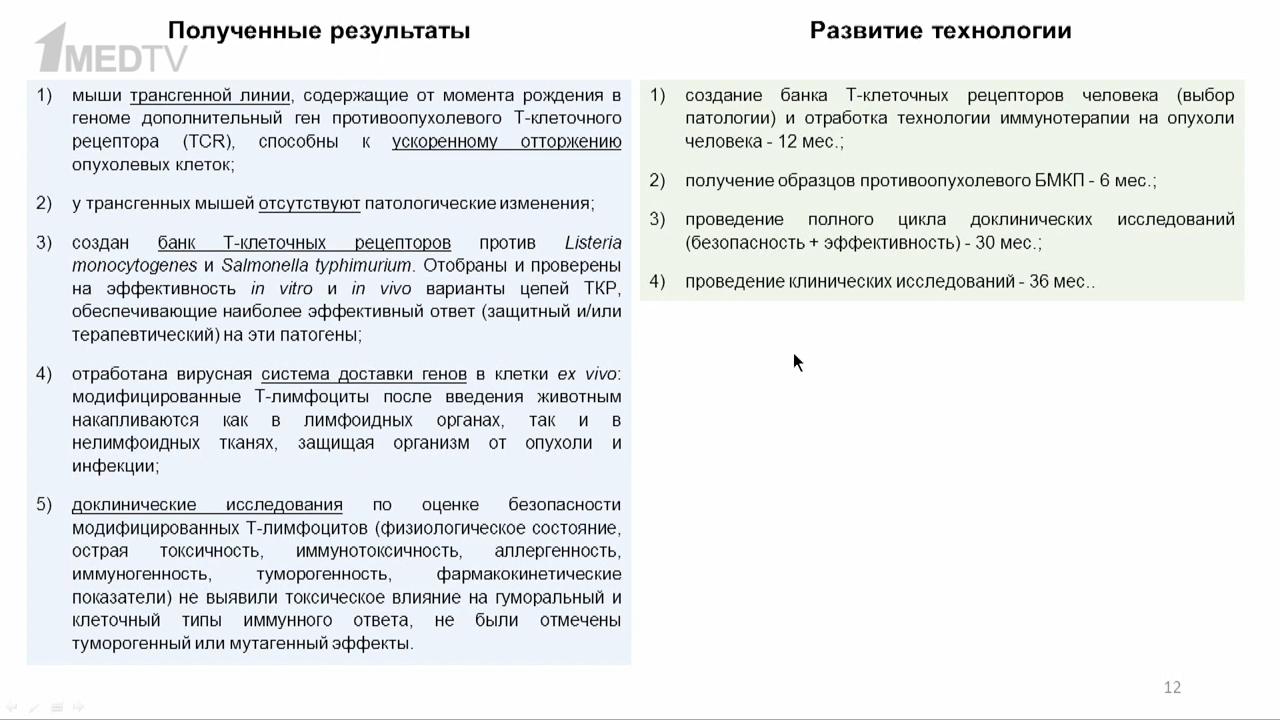 1MEDTV
Полученные результаты
1) мыши трансгенной линии, содержащие от момента рождения в
геноме дополнительный ген противоопухолевого Т-клеточного
рецептора (TCR), способны к ускоренному отторжению
опухолевых клеток;
2) у трансгенных мышей отсутствуют патологические изменения;
3) создан банк Т-клеточных рецепторов против Listeria
monocytogenes и Salmonella typhimurium. Отобраны и проверены
на эффективность in vitro и in vivo варианты цепей ТКР,
обеспечивающие наиболее эффективный ответ (защитный и/или
терапевтический) на эти патогены;
4) отработана вирусная система доставки генов в клетки ex vivo:
модифицированные Т-лимфоциты после введения животным
накапливаются как в лимфоидных органах, так и в
нелимфоидных тканях, защищая организм от опухоли и
инфекции;
5) доклинические исследования по оценке безопасности
модифицированных Т-лимфоцитов (физиологическое состояние,
острая токсичность, иммунотоксичность, аллергенность,
иммуногенность, туморогенность, фармакокинетические
показатели) не выявили токсическое влияние на гуморальный и
клеточный типы иммунного ответа, не были отмечены
туморогенный или мутагенный эффекты.
Развитие технологии
1) создание банка Т-клеточных рецепторов человека (выбор
патологии) и отработка технологии иммунотерапии на опухоли
человека - 12 мес.;
2) получение образцов противоопухолевого БМКП - 6 мес.;
3) проведение полного цикла доклинических исследований
(безопасность + эффективность) - 30 мес.;
4) проведение клинических исследований - 36 мес..
12